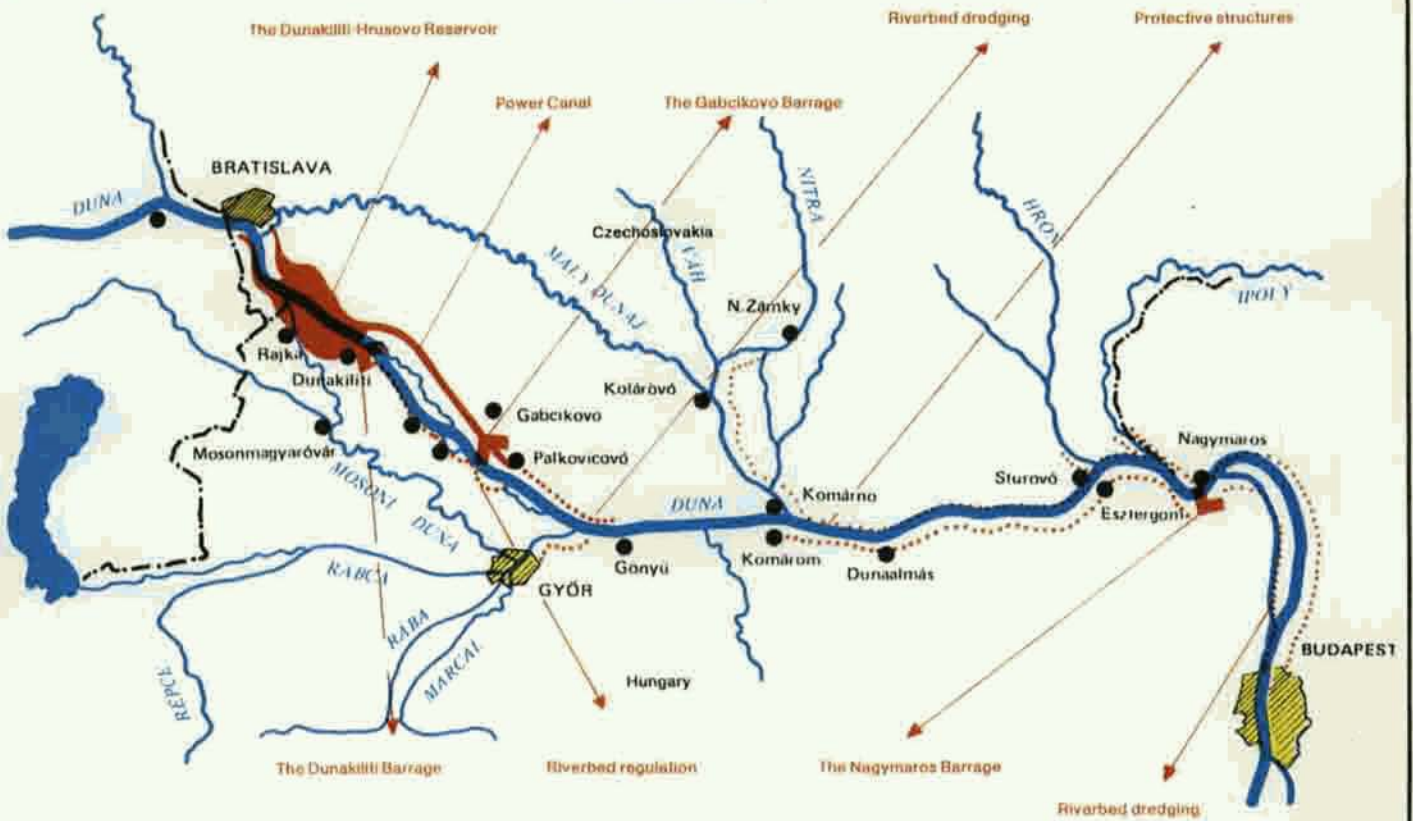 Riverbed dredging
Protective structures
The Dunakiliti-Hrusovo Reservoir
Power Canal
The Gabcikovo Barrage
BRATISLAVA
DUNA
NITRA
HRON
Czechoslovakia
VÁH
MALY DUNAJ
IPOLY
N. Zámky
Rajka
Dunakiliti
Kolárovó
Gabcikovo
Mosonmagyaróvár
Palkovicovó
Nagymaros
Sturovó
Komárno
Esztergom
MOSONI DUNA
DUNA
Gönyü
Komárom
Dunaalmás
RABCA
GYŐR
RÁBA
MARCAL
RÉPCE
Hungary
BUDAPEST
The Dunakiliti Barrage
Riverbed regulation
The Nagymaros Barrage
Riverbed dredging